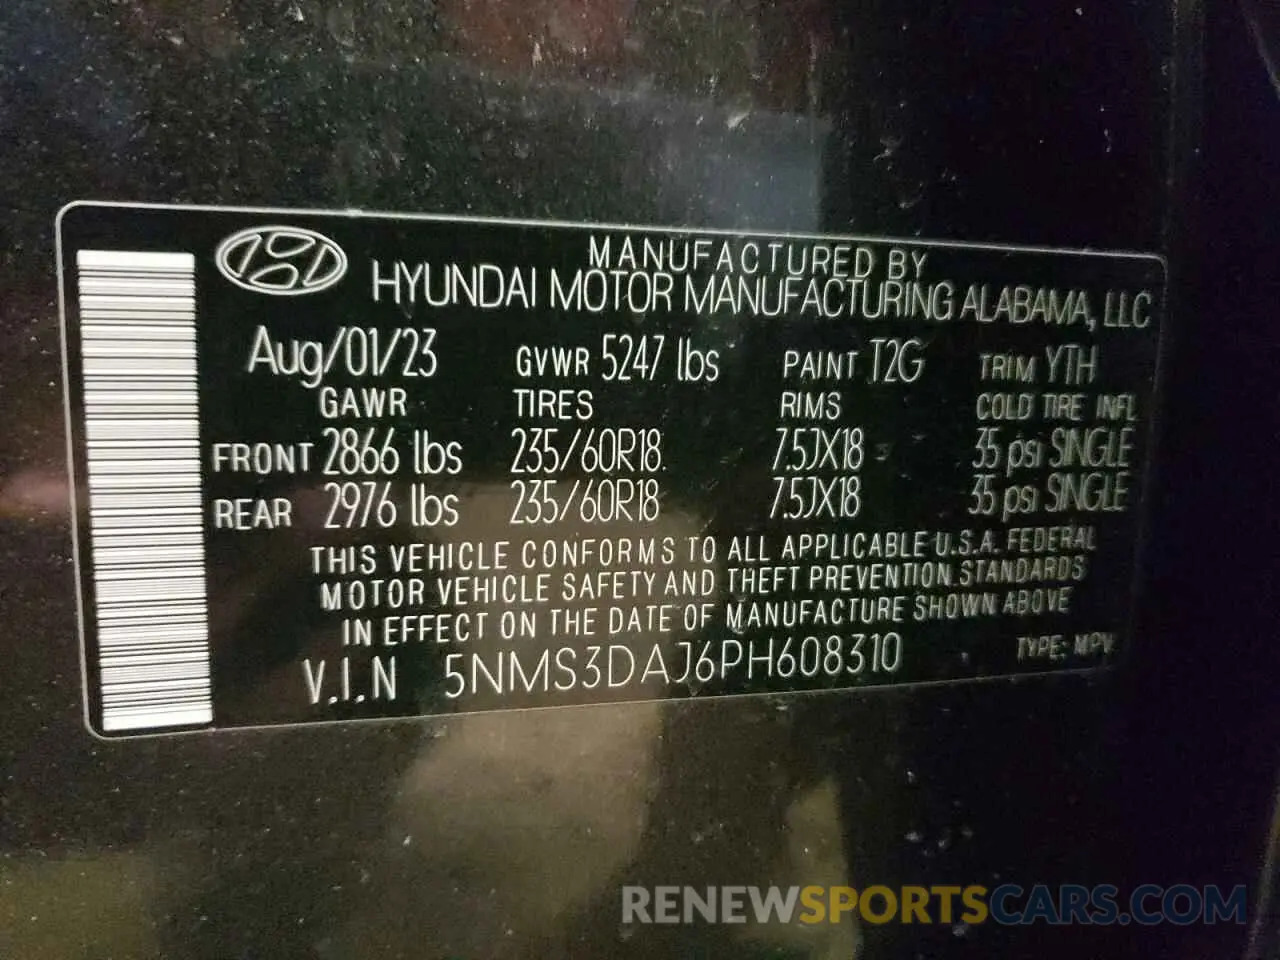 MANUFACTURED BY
HYUNDAI MOTOR MANUFACTURING ALABAMA, LLC
Aug/01/23 GVWR 5247 lbs PAINT T2G TRIM YTH
GAWR TIRES RIMS COLD TIRE INFL
FRONT 2866 lbs 235/60R18 7.5JX18 35 psi SINGLE
REAR 2976 lbs 235/60R18 7.5JX18 35 psi SINGLE
THIS VEHICLE CONFORMS TO ALL APPLICABLE U.S.A. FEDERAL
MOTOR VEHICLE SAFETY AND THEFT PREVENTION STANDARDS
IN EFFECT ON THE DATE OF MANUFACTURE SHOWN ABOVE
V.I.N 5NMS3DAJ6PH608310 TYPE: MPV
RENEWSPORTSCARS.COM